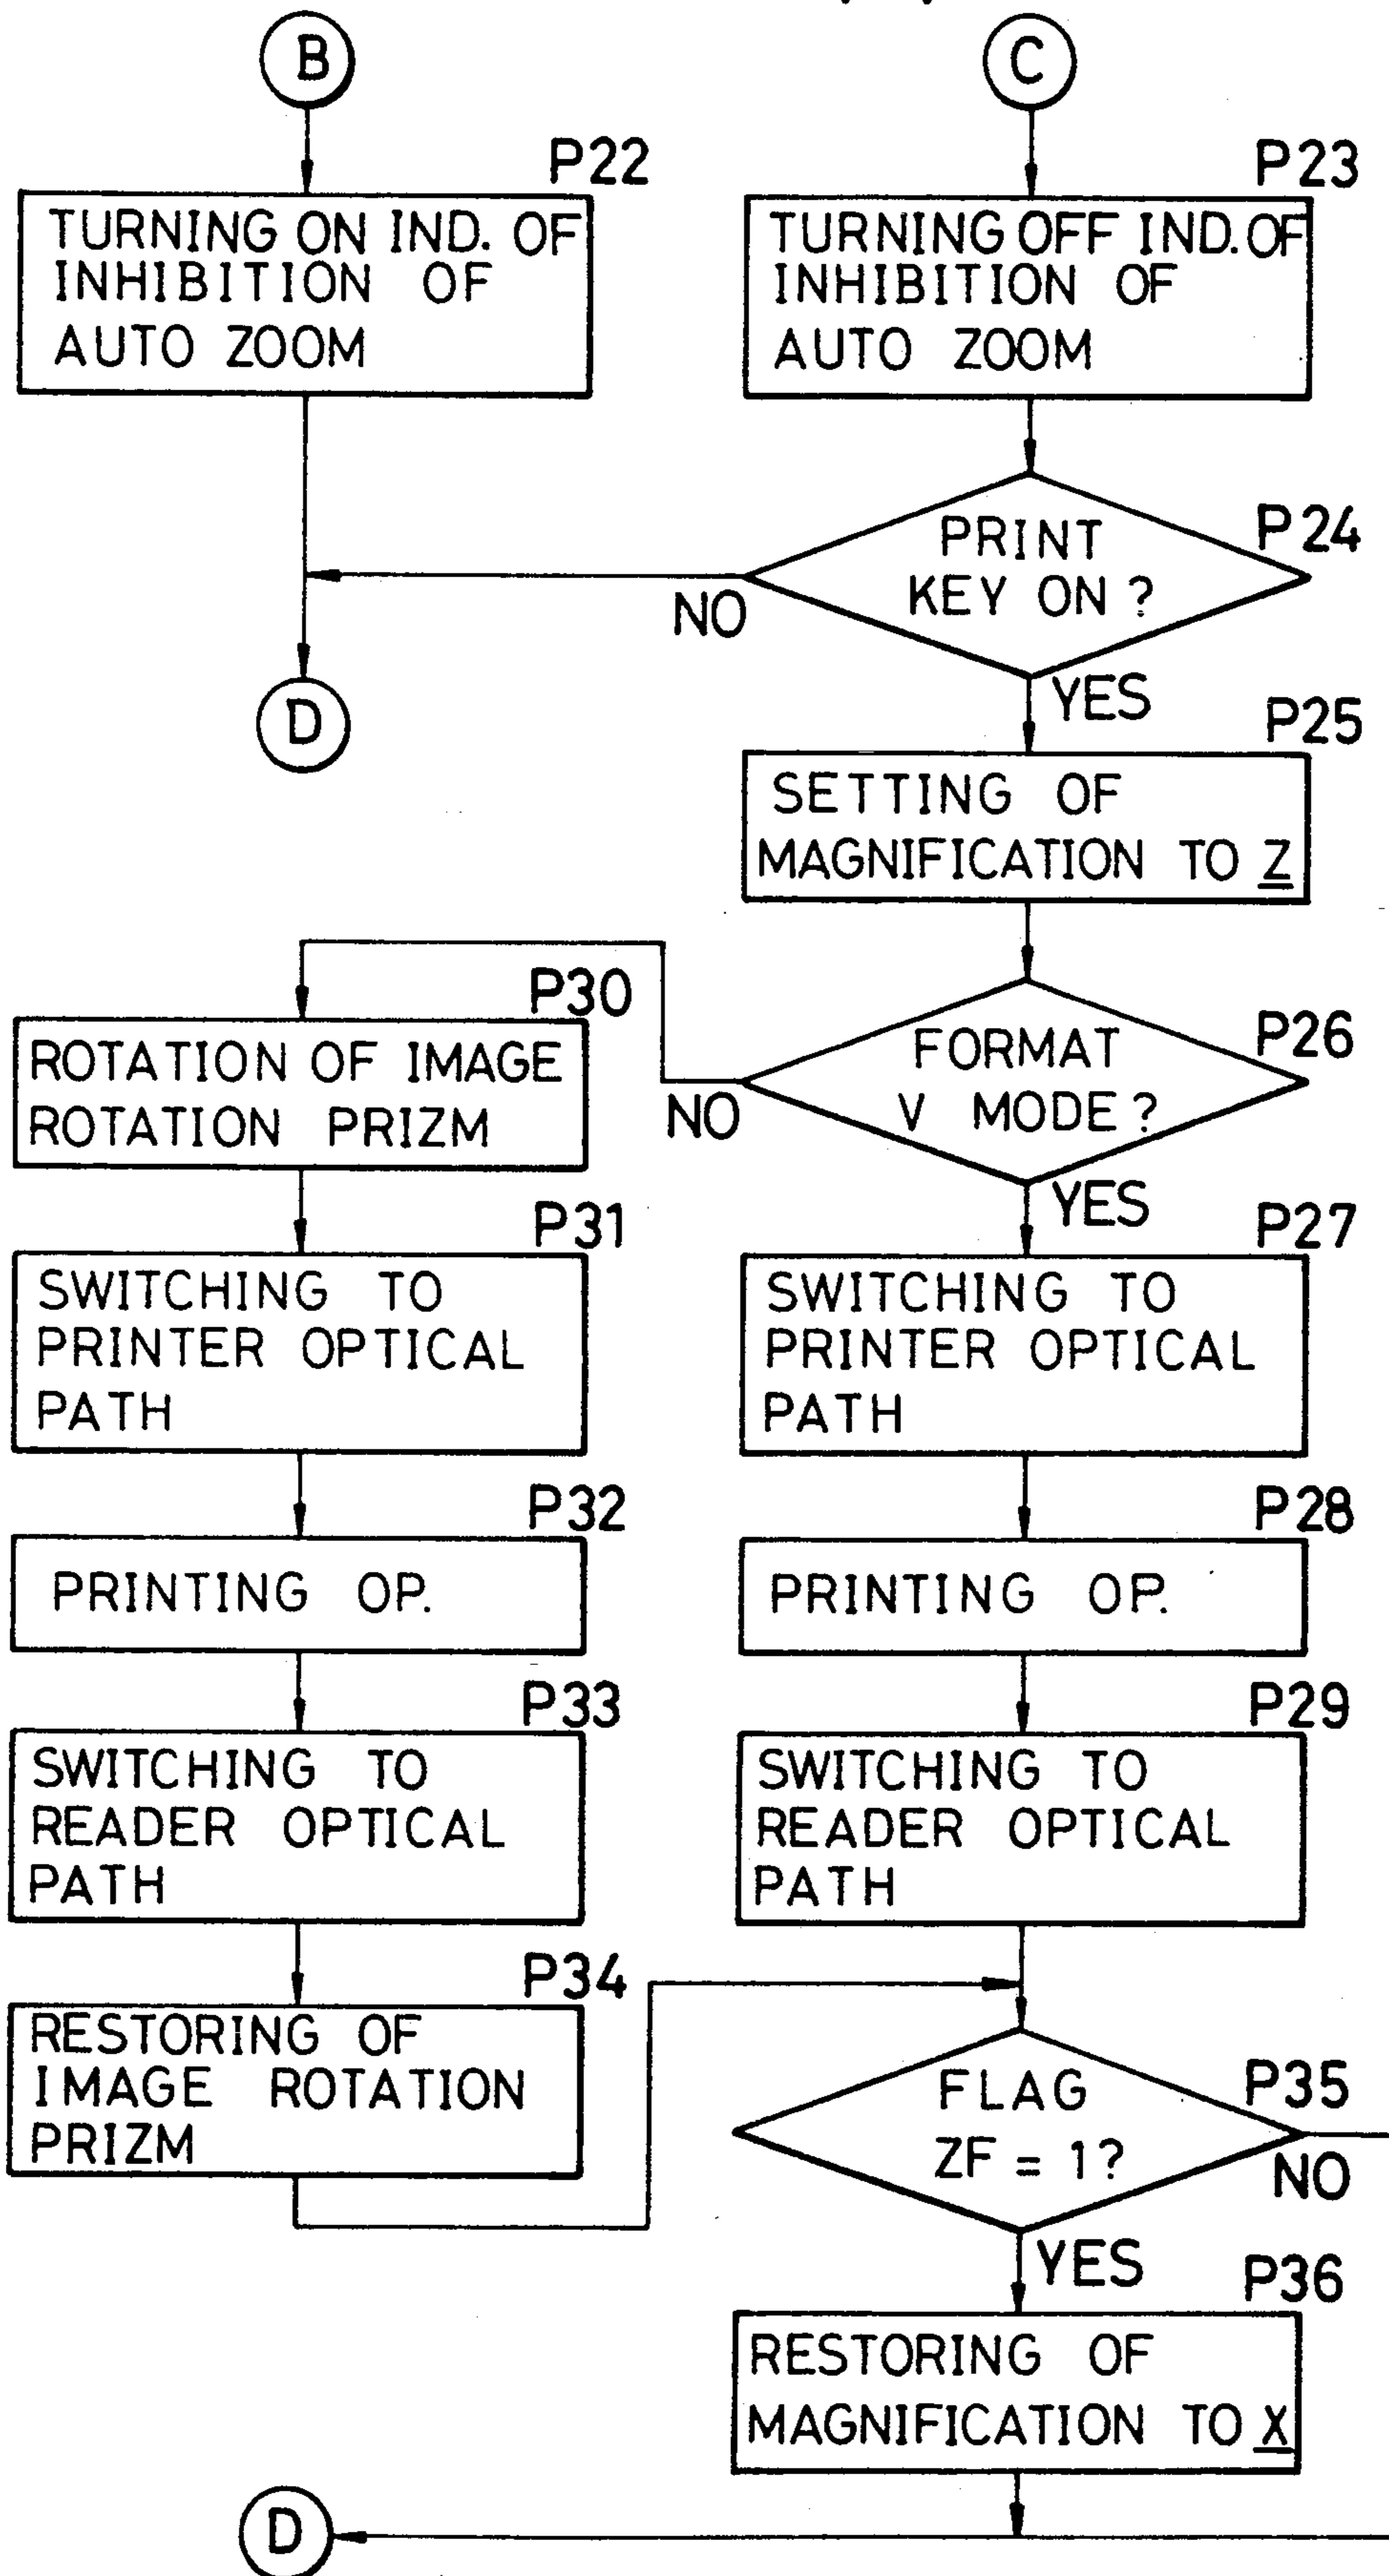 B
C
P22
TURNING ON IND. OF
INHIBITION OF
AUTO ZOOM
P23
TURNING OFF IND. OF
INHIBITION OF
AUTO ZOOM
P24
PRINT
KEY ON ?
NO
YES
D
P25
SETTING OF
MAGNIFICATION TO Z
P26
FORMAT
V MODE ?
NO
YES
P30
ROTATION OF IMAGE
ROTATION PRIZM
P31
SWITCHING TO
PRINTER OPTICAL
PATH
P27
SWITCHING TO
PRINTER OPTICAL
PATH
P32
PRINTING OP.
P28
PRINTING OP.
P33
SWITCHING TO
READER OPTICAL
PATH
P29
SWITCHING TO
READER OPTICAL
PATH
P34
RESTORING OF
IMAGE ROTATION
PRIZM
P35
FLAG
ZF = 1?
NO
YES
P36
RESTORING OF
MAGNIFICATION TO X
D